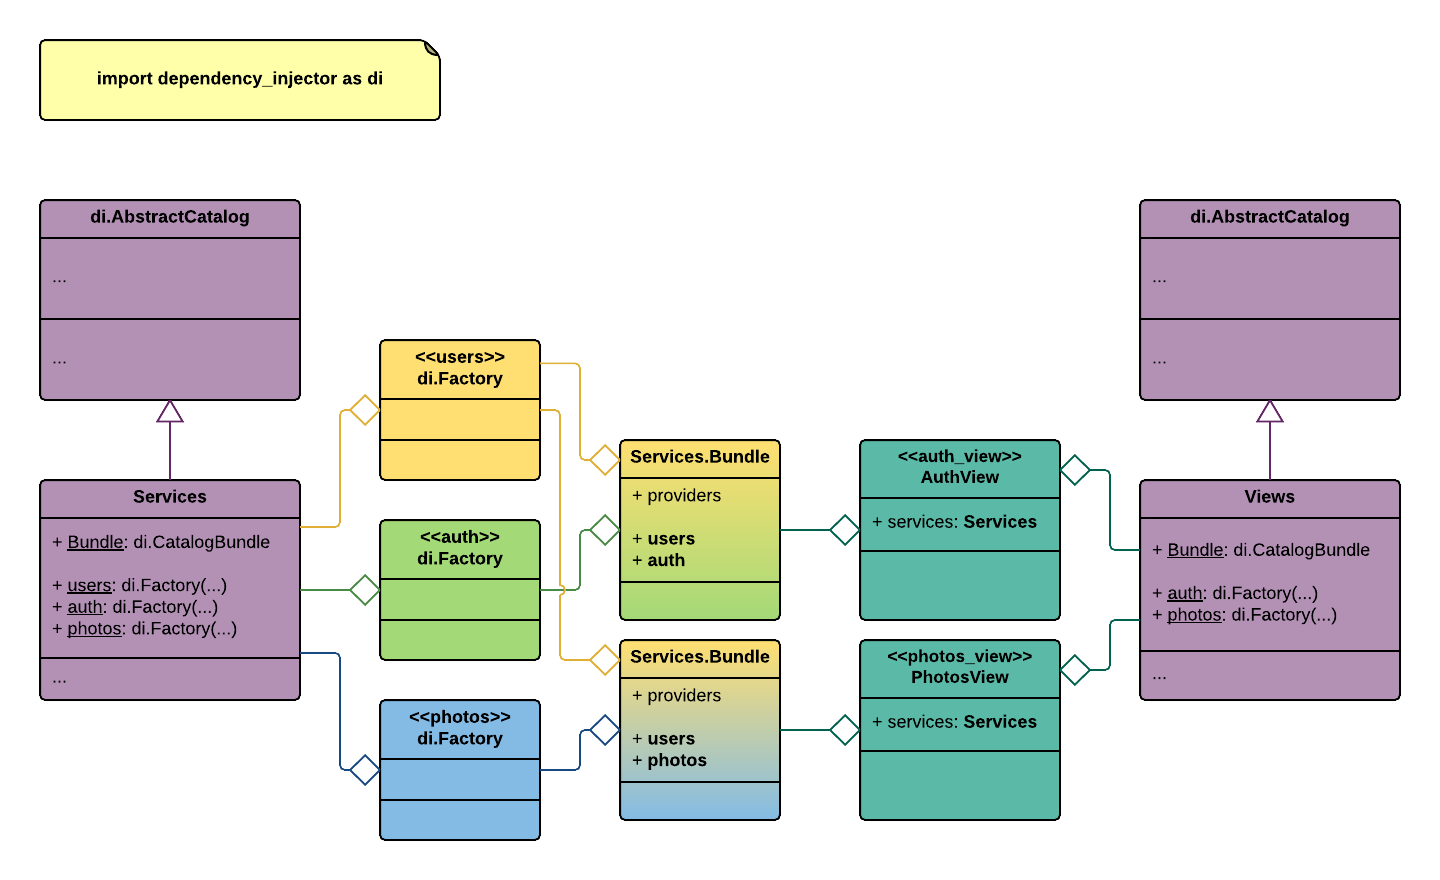 import dependency_injector as di
di.AbstractCatalog
...
...
Services
+ Bundle: di.CatalogBundle
+ users: di.Factory(...)
+ auth: di.Factory(...)
+ photos: di.Factory(...)
...
<<users>>
di.Factory
<<auth>>
di.Factory
<<photos>>
di.Factory
Services.Bundle
+ providers
+ users
+ auth
Services.Bundle
+ providers
+ users
+ photos
<<auth_view>>
AuthView
+ services: Services
<<photos_view>>
PhotosView
+ services: Services
di.AbstractCatalog
...
...
Views
+ Bundle: di.CatalogBundle
+ auth: di.Factory(...)
+ photos: di.Factory(...)
...